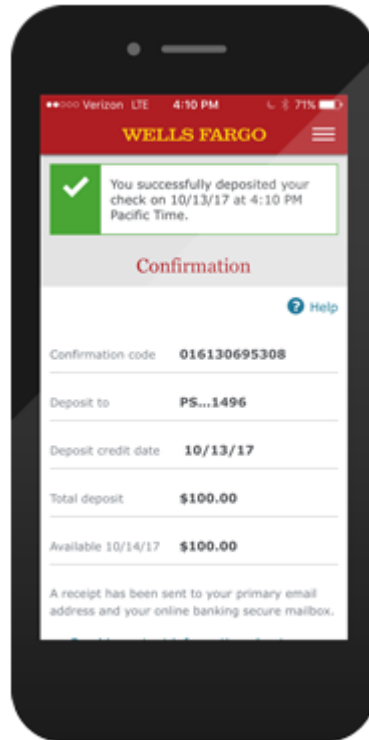 Verizon LTE 4:10 PM 71%
WELLS FARGO
You successfully deposited your
check on 10/13/17 at 4:10 PM
Pacific Time.
Confirmation
? Help
Confirmation code 016130695308
Deposit to PS...1496
Deposit credit date 10/13/17
Total deposit $100.00
Available 10/14/17 $100.00
A receipt has been sent to your primary email
address and your online banking secure mailbox.